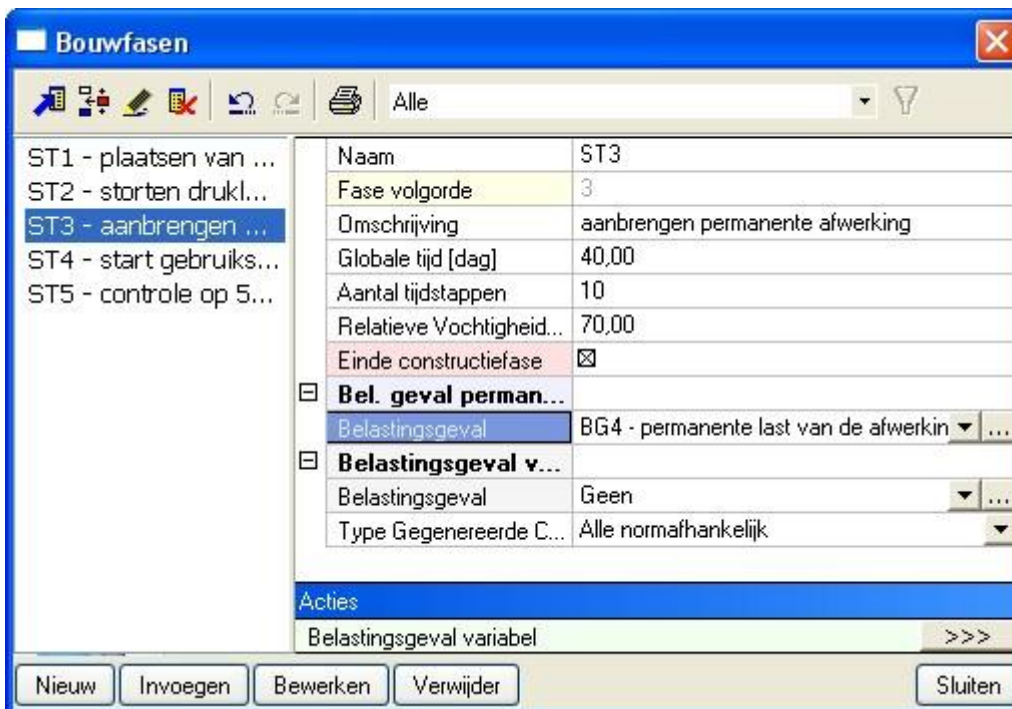 Bouwfasen
Alle
ST1 - plaatsen van ...
ST2 - storten drukl...
ST3 - aanbrengen ...
ST4 - start gebruiks...
ST5 - controle op 5...
Naam ST3
Fase volgorde 3
Omschrijving aanbrengen permanente afwerking
Globale tijd [dag] 40,00
Aantal tijdstappen 10
Relatieve Vochtigheid... 70,00
Einde constructiefase
Bel. geval perman...
Belastingsgeval BG4 - permanente last van de afwerkin ...
Belastingsgeval v...
Belastingsgeval Geen ...
Type Gegenereerde C... Alle normafhankelijk
Acties
Belastingsgeval variabel >>>
Nieuw Invoegen Bewerken Verwijder Sluiten